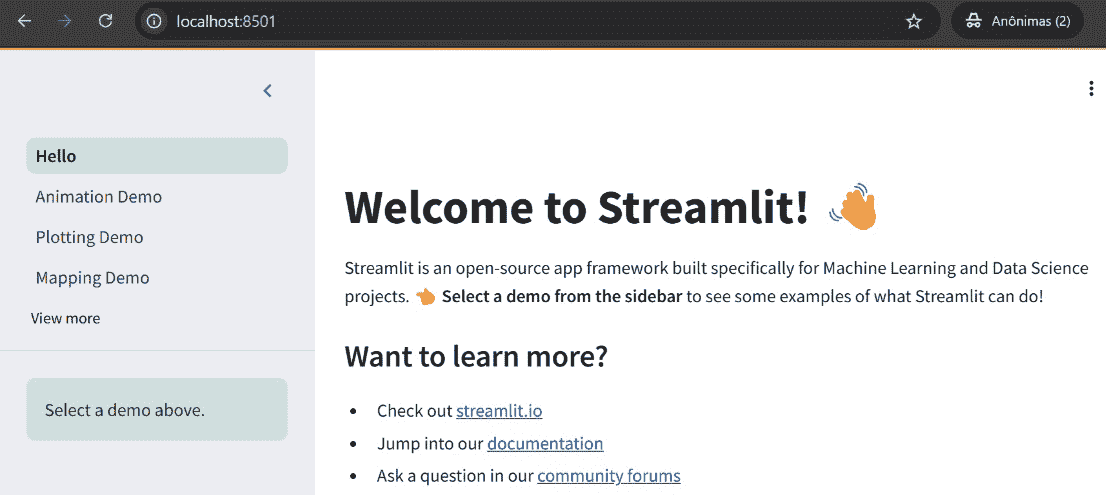 localhost:8501
Anônimas (2)
Hello
Animation Demo
Plotting Demo
Mapping Demo
View more
Select a demo above.
Welcome to Streamlit! 👋
Streamlit is an open-source app framework built specifically for Machine Learning and Data Science
projects. 👈 Select a demo from the sidebar to see some examples of what Streamlit can do!
Want to learn more?
• Check out streamlit.io
• Jump into our documentation
• Ask a question in our community forums